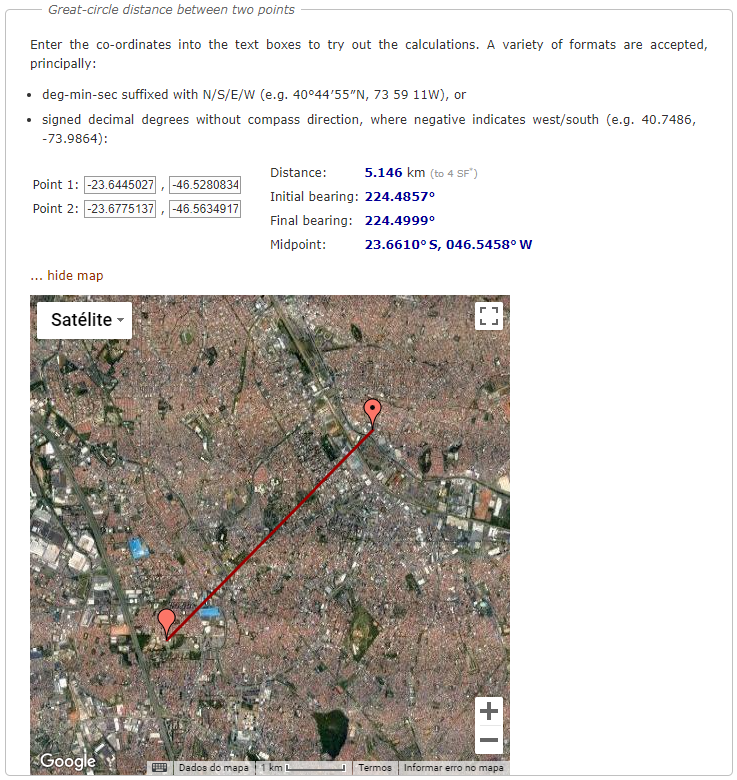 Great-circle distance between two points
Enter the co-ordinates into the text boxes to try out the calculations. A variety of formats are accepted,
principally:
• deg-min-sec suffixed with N/S/E/W (e.g. 40°44′55″N, 73 59 11W), or
• signed decimal degrees without compass direction, where negative indicates west/south (e.g. 40.7486,
-73.9864):
Point 1: -23.6445027 , -46.5280834
Point 2: -23.6775137 , -46.5634917
Distance: 5.146 km (to 4 SF*)
Initial bearing: 224.4857°
Final bearing: 224.4999°
Midpoint: 23.6610° S, 046.5458° W
... hide map
Satélite
Google
Dados do mapa 1 km Termos Informar erro no mapa